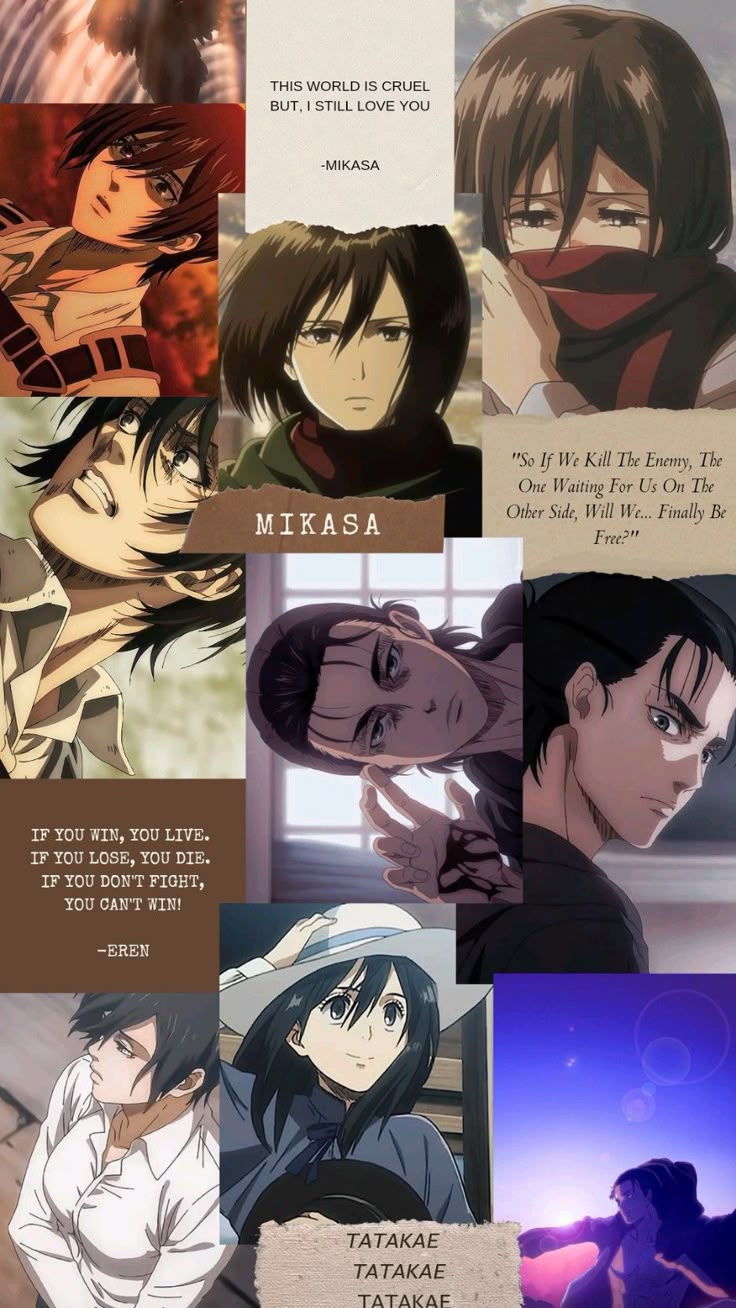 THIS WORLD IS CRUEL
BUT, I STILL LOVE YOU
-MIKASA
MIKASA
"So If We Kill The Enemy, The
One Waiting For Us On The
Other Side, Will We... Finally Be
Free?"
IF YOU WIN, YOU LIVE.
IF YOU LOSE, YOU DIE.
IF YOU DON'T FIGHT,
YOU CAN'T WIN!
-EREN
TATAKAE
TATAKAE
TATAKAE